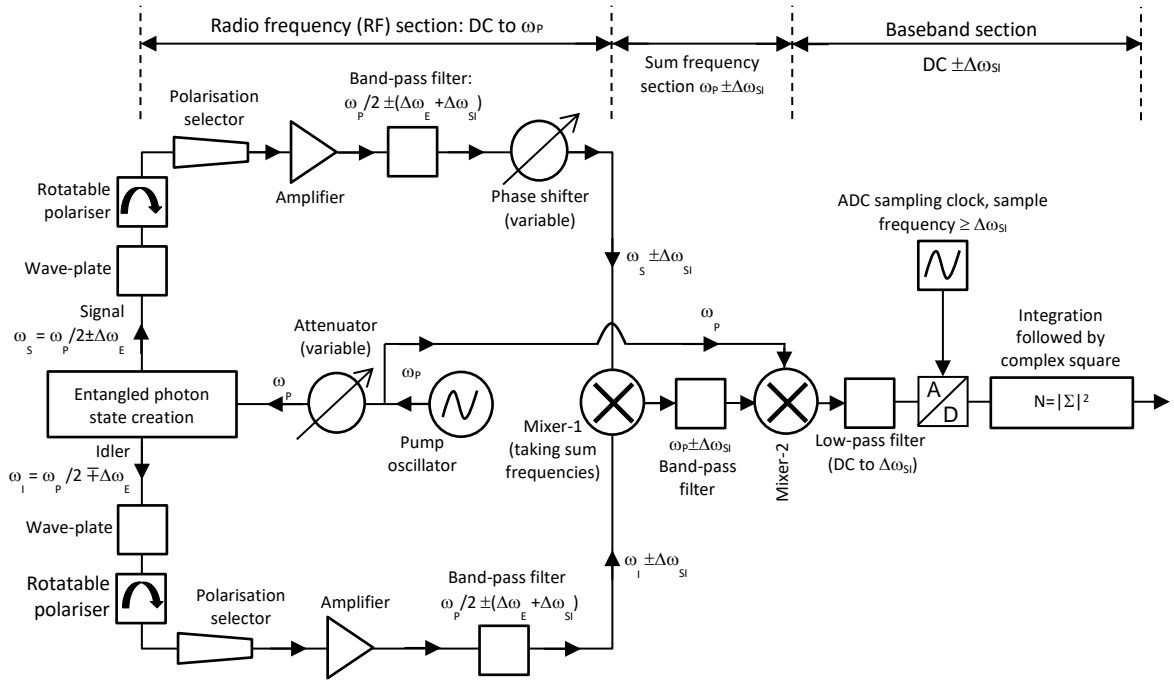 Radio frequency (RF) section: DC to ωP
Sum frequency
section ωP ±ΔωSI
Baseband section
DC ±ΔωSI
Polarisation
selector
Band-pass filter:
ωP/2 ±(ΔωE +ΔωSI)
Amplifier
Phase shifter
(variable)
Rotatable
polariser
Wave-plate
Signal
ωS = ωP/2±ΔωE
ωS ±ΔωSI
ADC sampling clock, sample
frequency ≥ ΔωSI
Attenuator
(variable)
ωP
Entangled photon
state creation
ωP
ωP
Pump
oscillator
Mixer-1
(taking sum
frequencies)
ωP±ΔωSI
Band-pass
filter
Mixer-2
Low-pass filter
(DC to ΔωSI)
A
D
Integration
followed by
complex square
N=|Σ|²
Idler
ωI = ωP /2 ∓ΔωE
Wave-plate
Rotatable
polariser
Polarisation
selector
Amplifier
Band-pass filter
ωP/2 ±(ΔωE +ΔωSI)
ωI ±ΔωSI